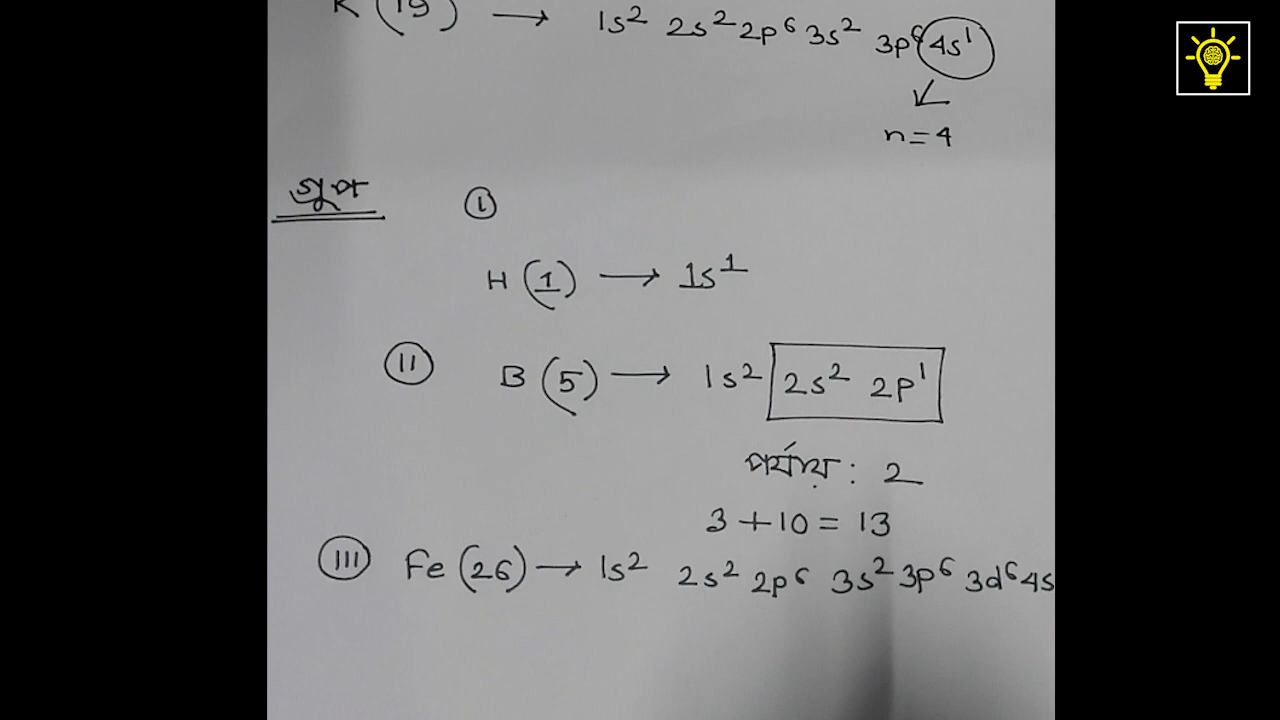 K (19) → 1s² 2s² 2p⁶ 3s² 3p⁶ 4s¹
n=4
গ্রুপ
i
H (1) → 1s¹
ii B (5) → 1s² 2s² 2p¹
পর্যায় : 2
3 + 10 = 13
iii Fe (26) → 1s² 2s² 2p⁶ 3s² 3p⁶ 3d⁶ 4s